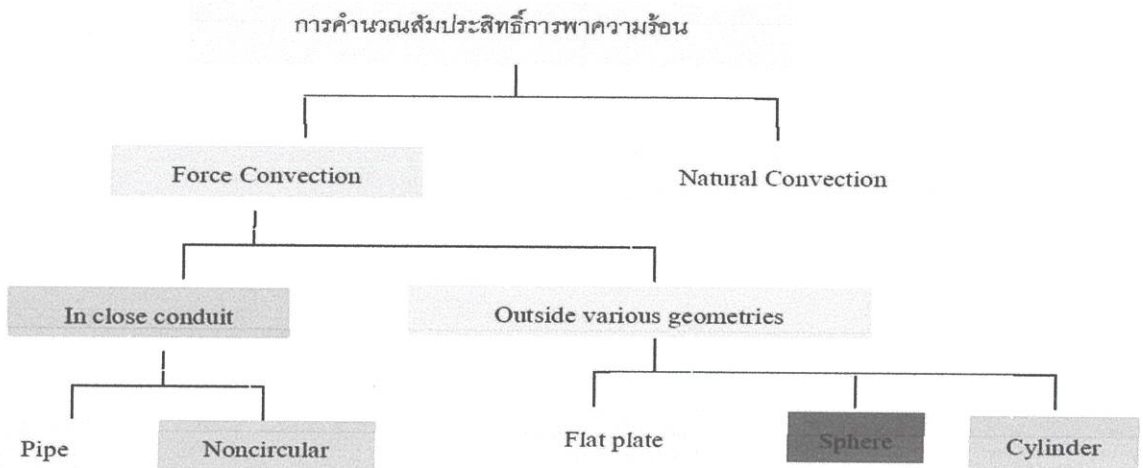 การคำนวณสัมประสิทธิ์การพาความร้อน
Force Convection
Natural Convection
In close conduit
Outside various geometries
Pipe
Noncircular
Flat plate
Sphere
Cylinder